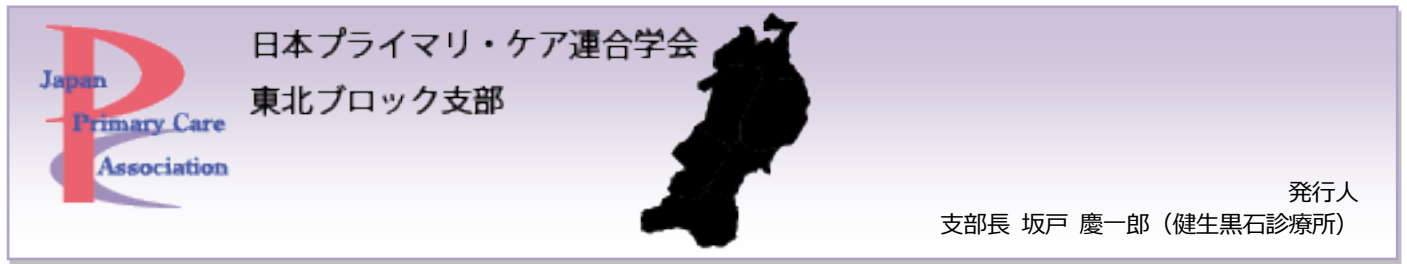 Japan
Primary Care
Association
日本プライマリ・ケア連合学会
東北ブロック支部
発行人
支部長 坂戸 慶一郎（健生黒石診療所）